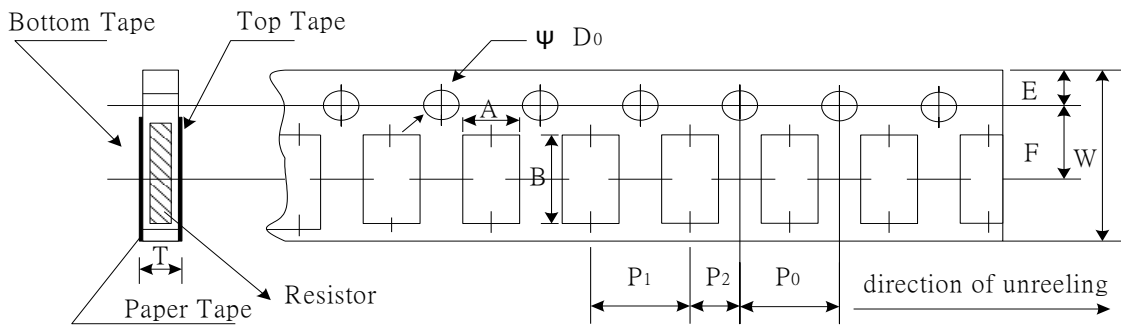 Bottom Tape
Top Tape
Ψ D0
A
E
B
F
W
T
P1
P2
P0
Resistor
direction of unreeling
Paper Tape